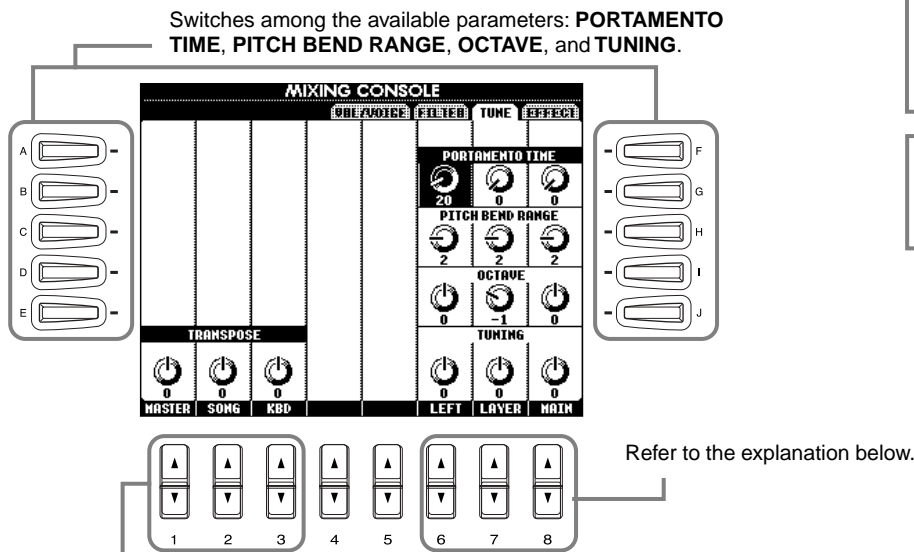 Switches among the available parameters: PORTAMENTO
TIME, PITCH BEND RANGE, OCTAVE, and TUNING.
MIXING CONSOLE
VOL/VOICE FILTER TUNE EFFECT
A
B
C
D
E
F
G
H
I
J
PORTAMENTO TIME
20 0 0
PITCH BEND RANGE
2 2 2
OCTAVE
0 -1 0
TRANSPOSE
TUNING
0 0 0 0 0 0
MASTER SONG KBD LEFT LAYER MAIN
Refer to the explanation below.
1 2 3 4 5 6 7 8